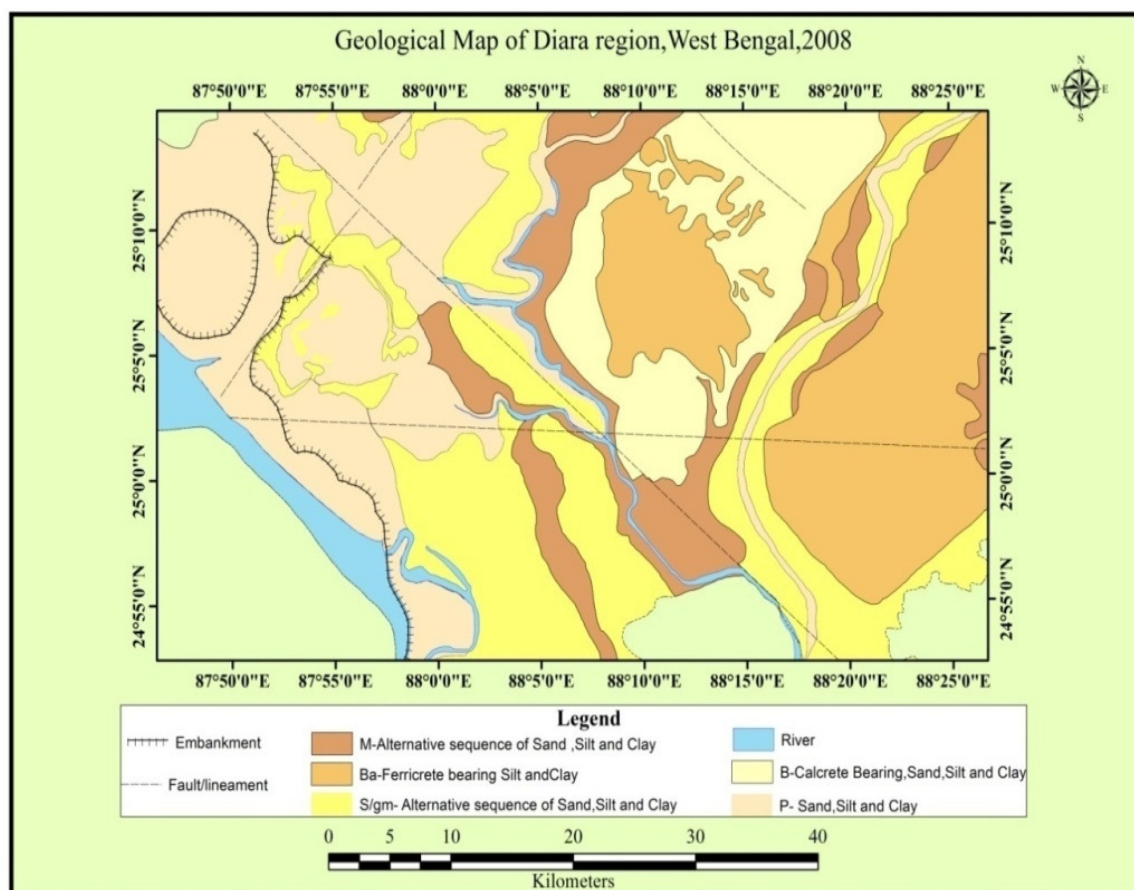 Geological Map of Diara region,West Bengal,2008
N
W E
S
87°50'0"E 87°55'0"E 88°0'0"E 88°5'0"E 88°10'0"E 88°15'0"E 88°20'0"E 88°25'0"E
25°10'0"N 25°10'0"N
25°5'0"N 25°5'0"N
25°0'0"N 25°0'0"N
24°55'0"N 24°55'0"N
87°50'0"E 87°55'0"E 88°0'0"E 88°5'0"E 88°10'0"E 88°15'0"E 88°20'0"E 88°25'0"E
Legend
Embankment
Fault/lineament
M-Alternative sequence of Sand ,Silt and Clay
Ba-Ferricrete bearing Silt andClay
S/gm- Alternative sequence of Sand,Silt and Clay
River
B-Calcrete Bearing,Sand,Silt and Clay
P- Sand,Silt and Clay
0 5 10 20 30 40
Kilometers